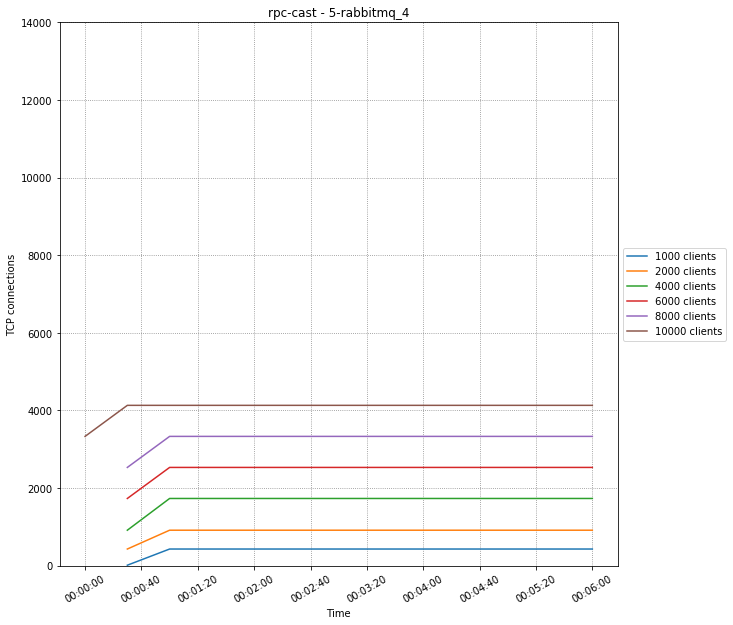 rpc-cast - 5-rabbitmq_4
14000
12000
10000
8000
6000
4000
2000
0
TCP connections
00:00:00
00:00:40
00:01:20
00:02:00
00:02:40
00:03:20
00:04:00
00:04:40
00:05:20
00:06:00
Time
1000 clients
2000 clients
4000 clients
6000 clients
8000 clients
10000 clients